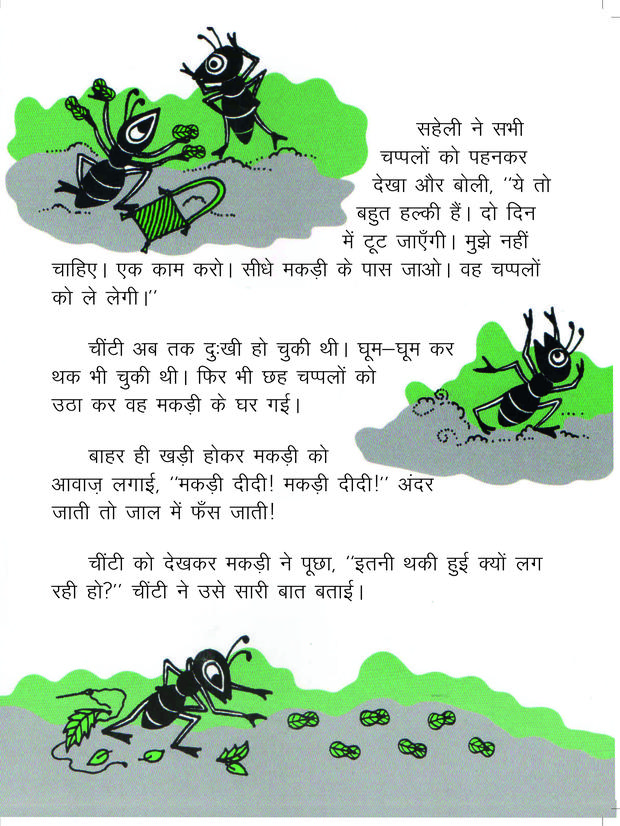 सहेली ने सभी
चप्पलों को पहनकर
देखा और बोली, ''ये तो
बहुत हल्की हैं। दो दिन
में टूट जाएँगी। मुझे नहीं
चाहिए। एक काम करो। सीधे मकड़ी के पास जाओ। वह चप्पलों
को ले लेगी।''
चींटी अब तक दुःखी हो चुकी थी। घूम–घूम कर
थक भी चुकी थी। फिर भी छह चप्पलों को
उठा कर वह मकड़ी के घर गई।
बाहर ही खड़ी होकर मकड़ी को
आवाज़ लगाई, ''मकड़ी दीदी! मकड़ी दीदी!'' अंदर
जाती तो जाल में फँस जाती!
चींटी को देखकर मकड़ी ने पूछा, ''इतनी थकी हुई क्यों लग
रही हो?'' चींटी ने उसे सारी बात बताई।